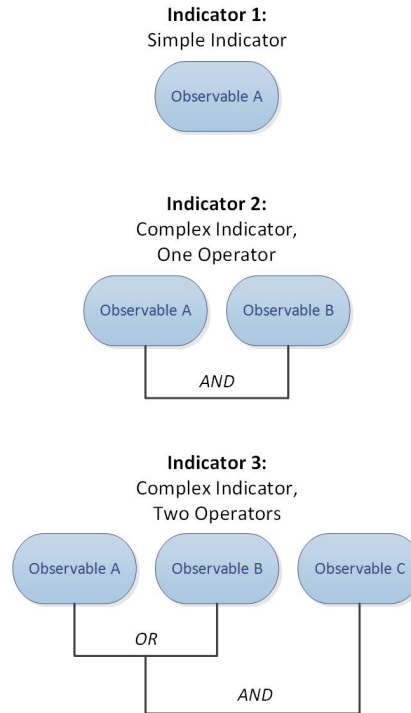 Indicator 1:
Simple Indicator
Observable A
Indicator 2:
Complex Indicator,
One Operator
Observable A
Observable B
AND
Indicator 3:
Complex Indicator,
Two Operators
Observable A
Observable B
Observable C
OR
AND